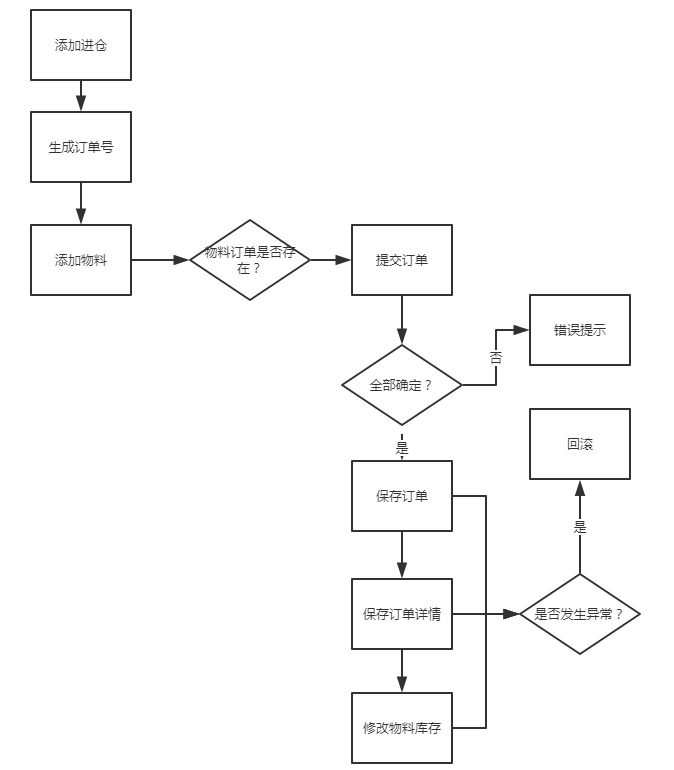 添加进仓
生成订单号
添加物料
物料订单是否存
在？
提交订单
全部确定？
否
错误提示
是
保存订单
保存订单详情
修改物料库存
是否发生异常？
是
回滚